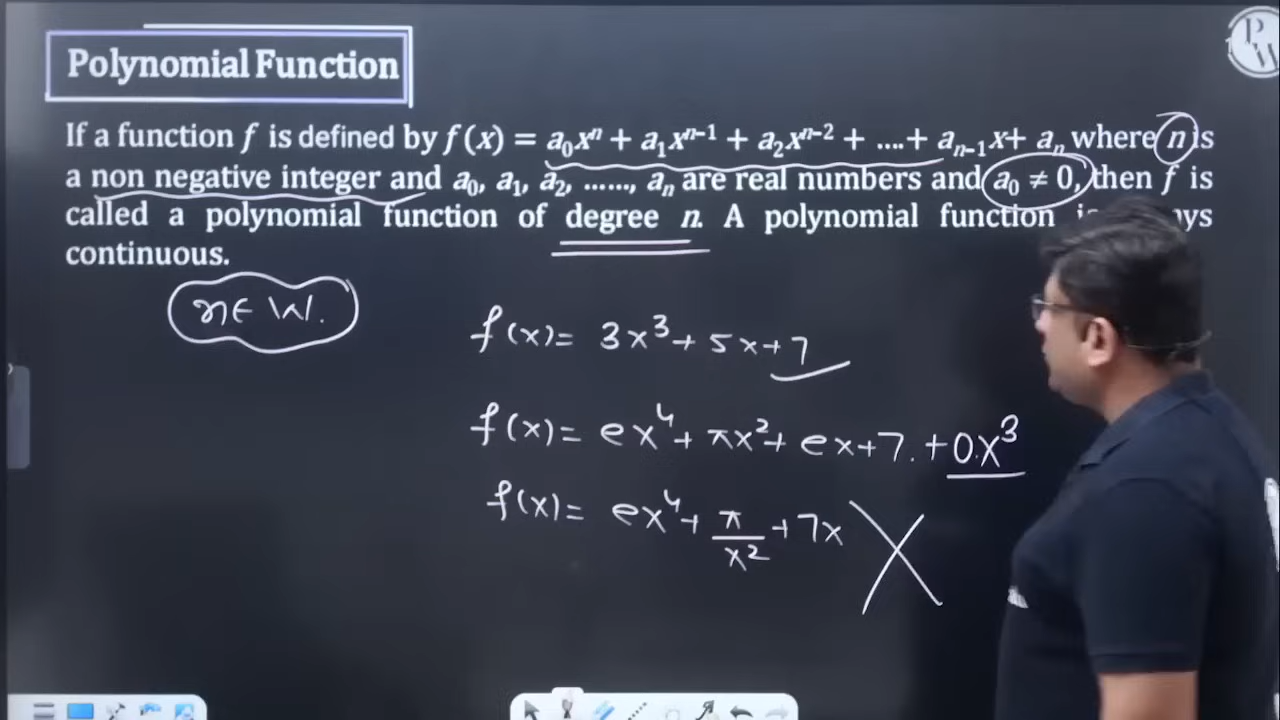 Polynomial Function
If a function f is defined by f(x) = a₀xⁿ + a₁xⁿ⁻¹ + a₂xⁿ⁻² + ....+ aₙ₋₁x+ aₙ where n is
a non negative integer and a₀, a₁, a₂, ......, aₙ are real numbers and a₀ ≠ 0, then f is
called a polynomial function of degree n. A polynomial function
continuous.
n∈ W.
f(x)= 3x³+ 5x+7
f(x)= ex⁴+ πx²+ ex+7. +0.x³
f(x)= ex⁴+ π/x² +7x
P
W